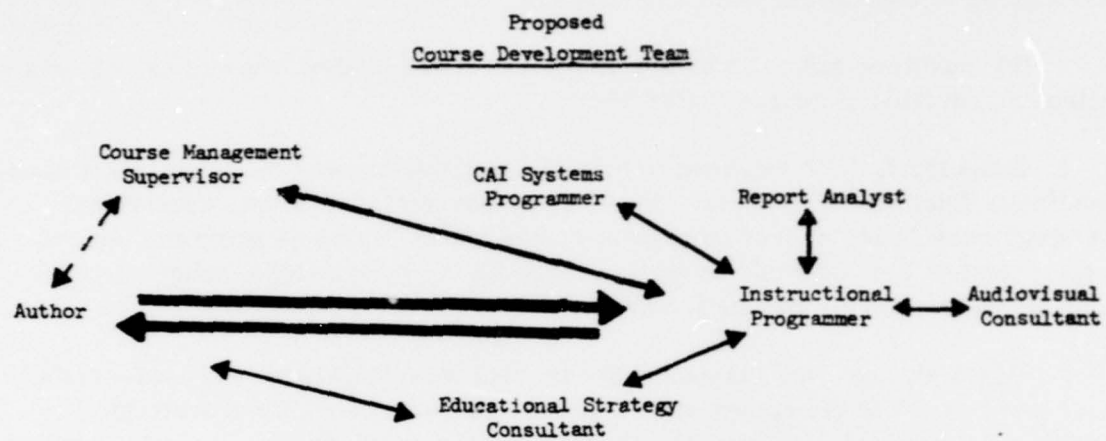 Proposed
Course Development Team
Course Management
Supervisor
CAI Systems
Programmer
Report Analyst
Author
Instructional
Programmer
Audiovisual
Consultant
Educational Strategy
Consultant